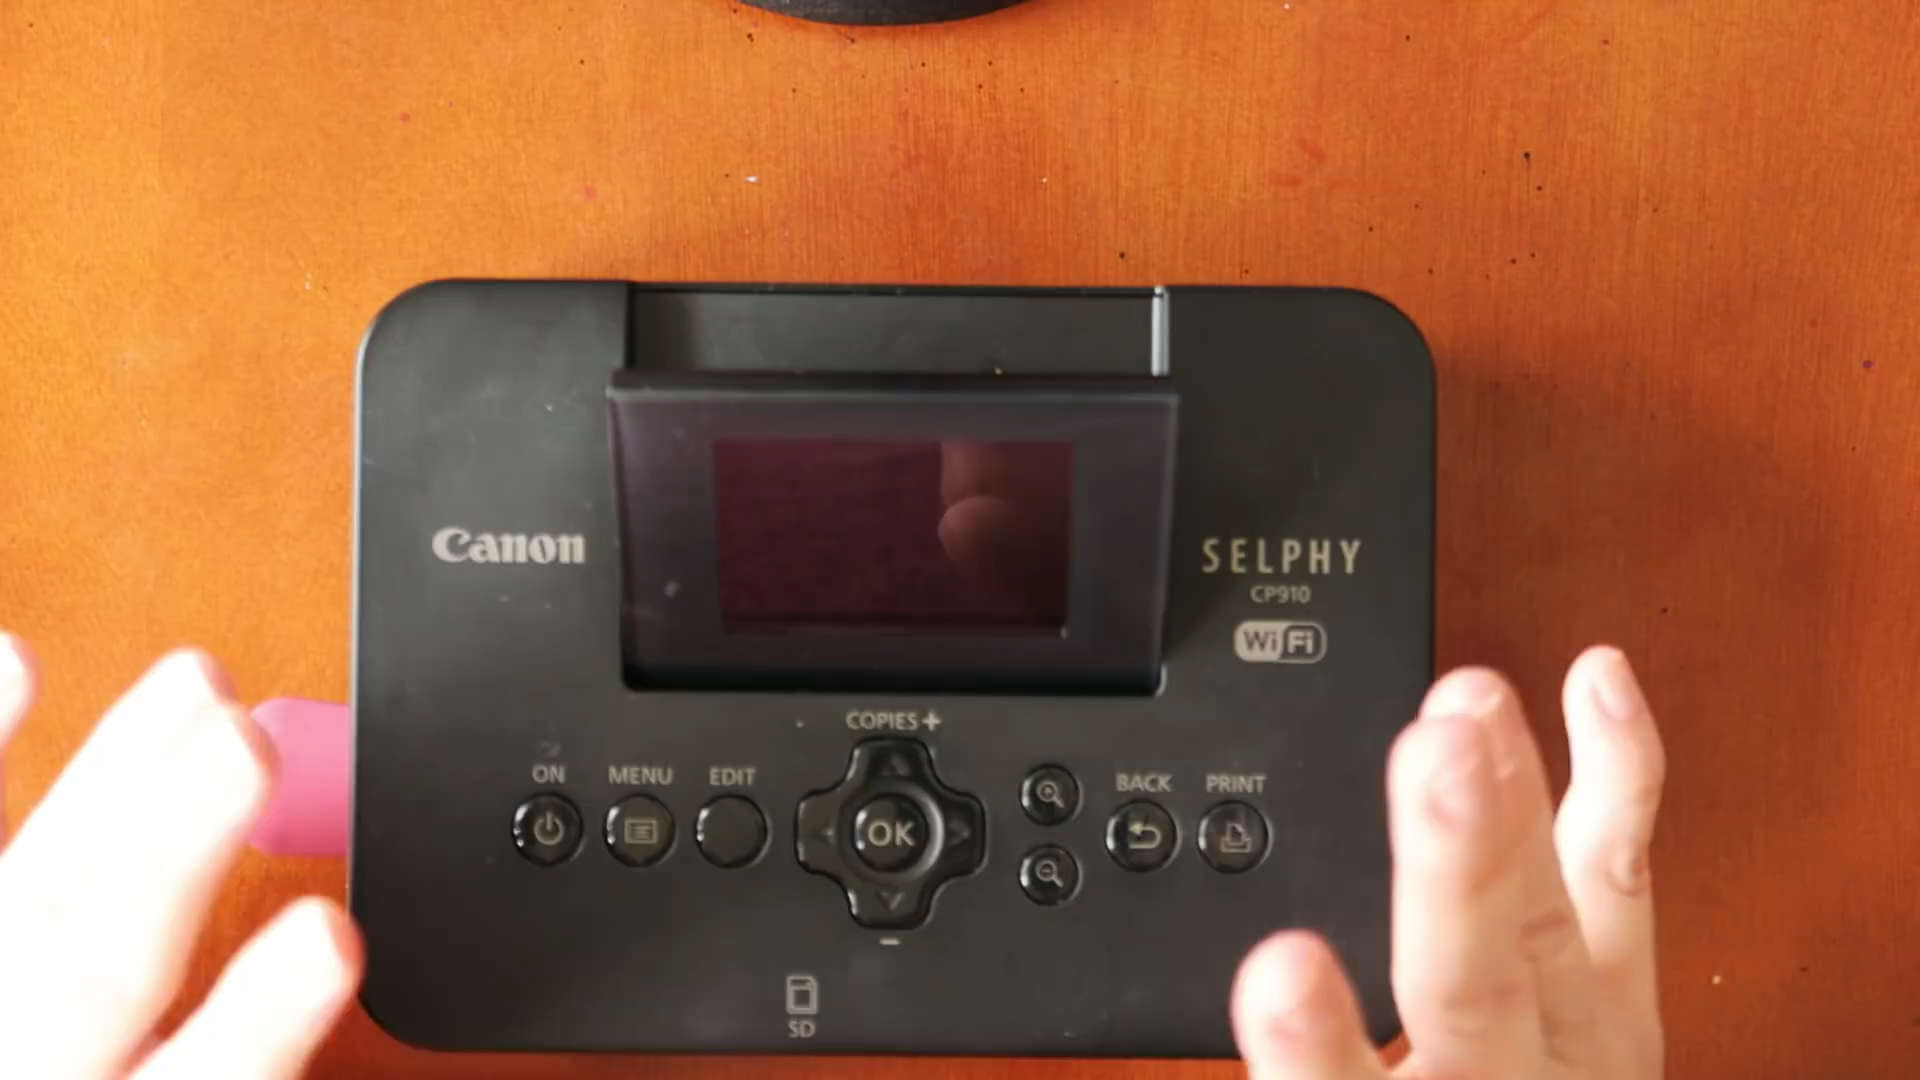 Canon
SELPHY
CP910
WiFi
COPIES +
ON
MENU
EDIT
OK
BACK
PRINT
-
SD